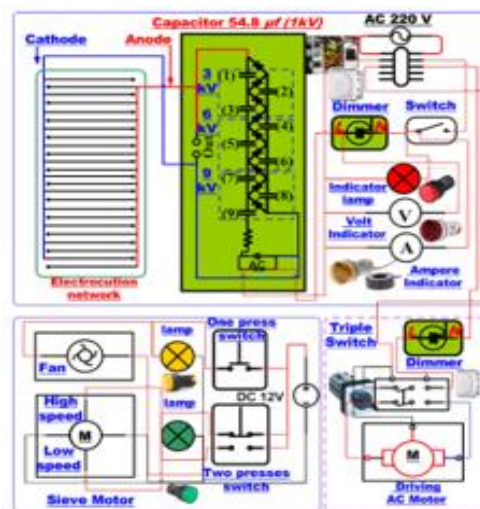 Capacitor 54.8 µf /1kV
AC 220 V
Cathode
Anode
3
kV
(1)
(2)
(3)
6
kV
(4)
(5)
(6)
9
kV
(7)
(8)
(9)
AC
Dimmer
L
N
Switch
Indicator
lamp
V
Volt
Indicator
A
Ampere
Indicator
Electrocution
network
Fan
lamp
One press
switch
High
speed
M
Low
speed
lamp
DC 12V
Two presses
switch
Sieve Motor
Triple
Switch
L
N
Dimmer
M
Driving
AC Motor